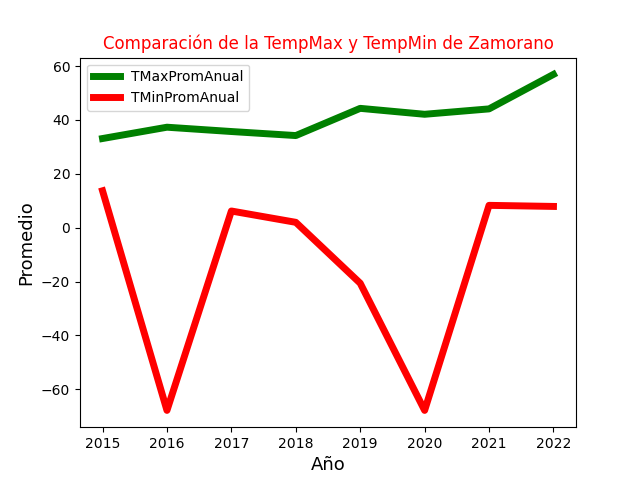 Comparación de la TempMax y TempMin de Zamorano
TMaxPromAnual
TMinPromAnual
60
40
20
0
−20
−40
−60
Promedio
2015 2016 2017 2018 2019 2020 2021 2022
Año